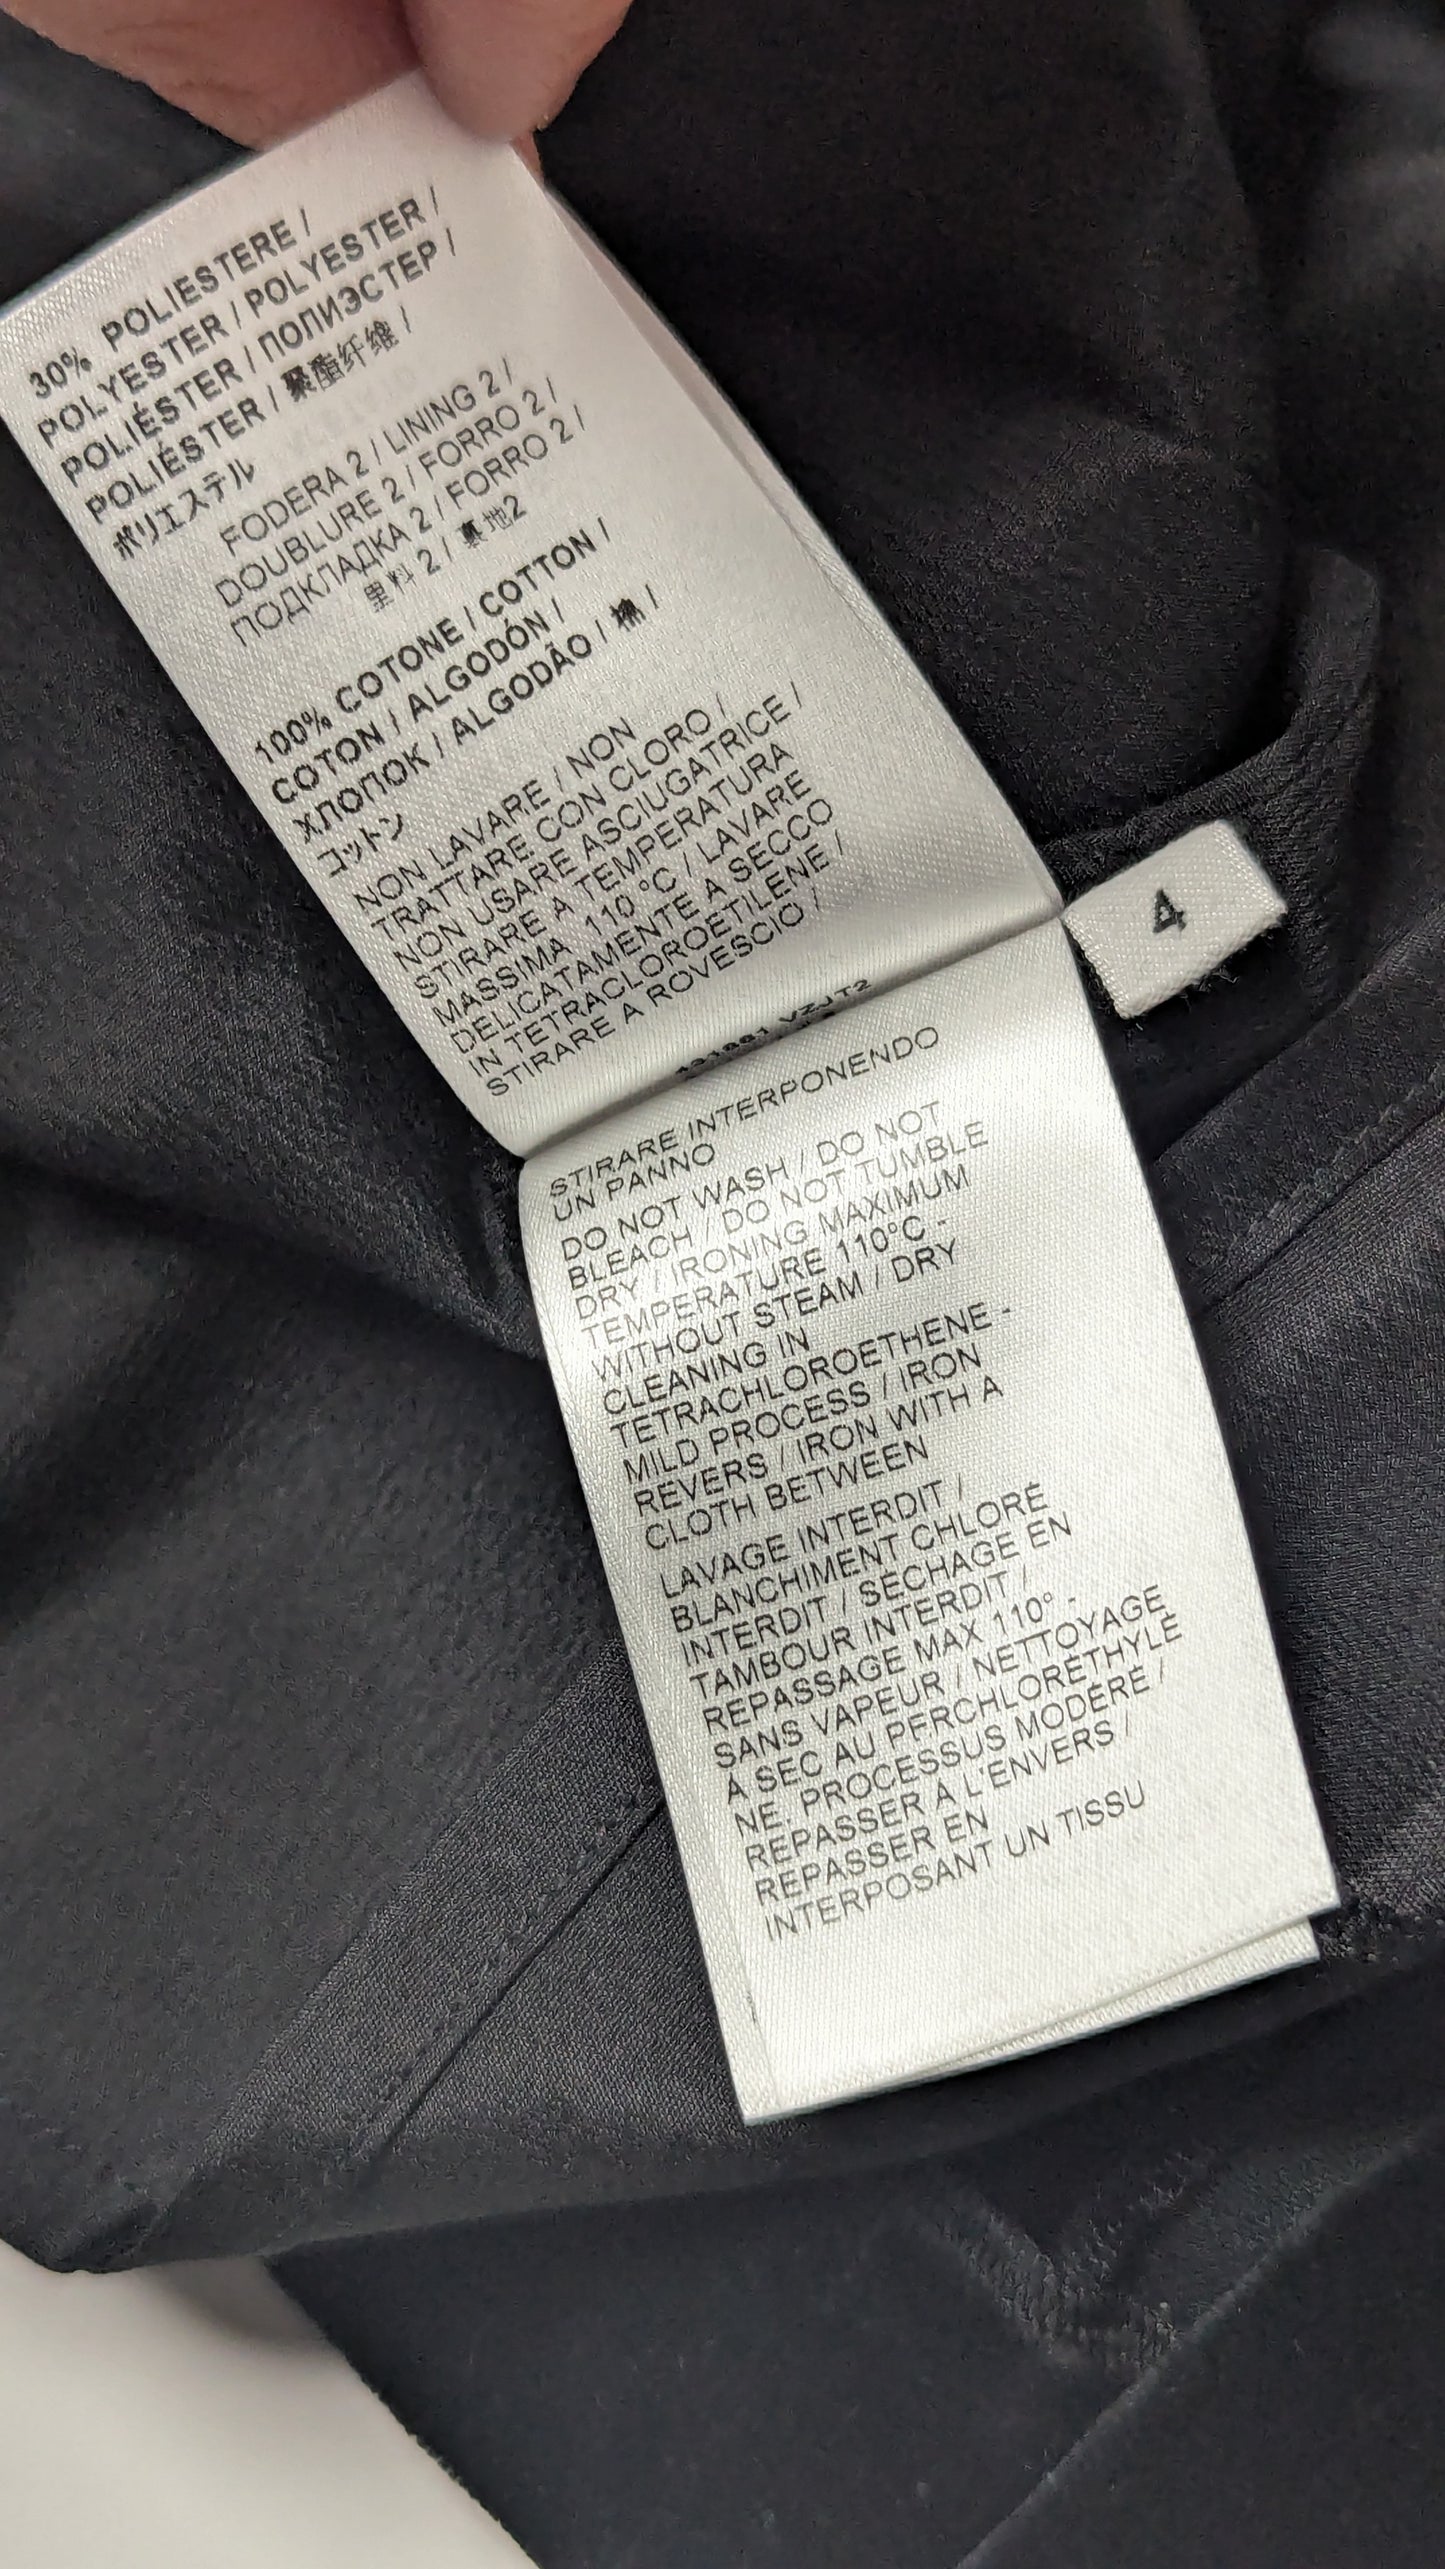 30% POLIESTERE /
POLYESTER / POLYESTER /
POLIÉSTER / ПОЛИЭСТЕР /
POLIÉSTER / 聚酯纤维 /
ポリエステル
FODERA 2 / LINING 2 /
DOUBLURE 2 / FORRO 2 /
ПОДКЛАДКА 2 / FORRO 2 /
里料 2 / 裏地2
100% COTONE / COTTON /
COTON / ALGODÓN /
ХЛОПОК / ALGODÃO / 棉 /
コットン
NON LAVARE / NON
TRATTARE CON CLORO /
NON USARE ASCIUGATRICE /
STIRARE A TEMPERATURA
MASSIMA 110 °C / LAVARE
DELICATAMENTE A SECCO
IN TETRACLOROETILENE /
STIRARE A ROVESCIO /
VZJT2
STIRARE INTERPONENDO
UN PANNO
DO NOT WASH / DO NOT
BLEACH / DO NOT TUMBLE
DRY / IRONING MAXIMUM
TEMPERATURE 110°C -
WITHOUT STEAM / DRY
CLEANING IN
TETRACHLOROETHENE -
MILD PROCESS / IRON
REVERS / IRON WITH A
CLOTH BETWEEN
LAVAGE INTERDIT /
BLANCHIMENT CHLORÉ
INTERDIT / SECHAGE EN
TAMBOUR INTERDIT /
REPASSAGE MAX 110° -
SANS VAPEUR / NETTOYAGE
A SEC AU PERCHLORÉTHYLÉ
NE. PROCESSUS MODÉRÉ /
REPASSER A L'ENVERS /
REPASSER EN
INTERPOSANT UN TISSU
4